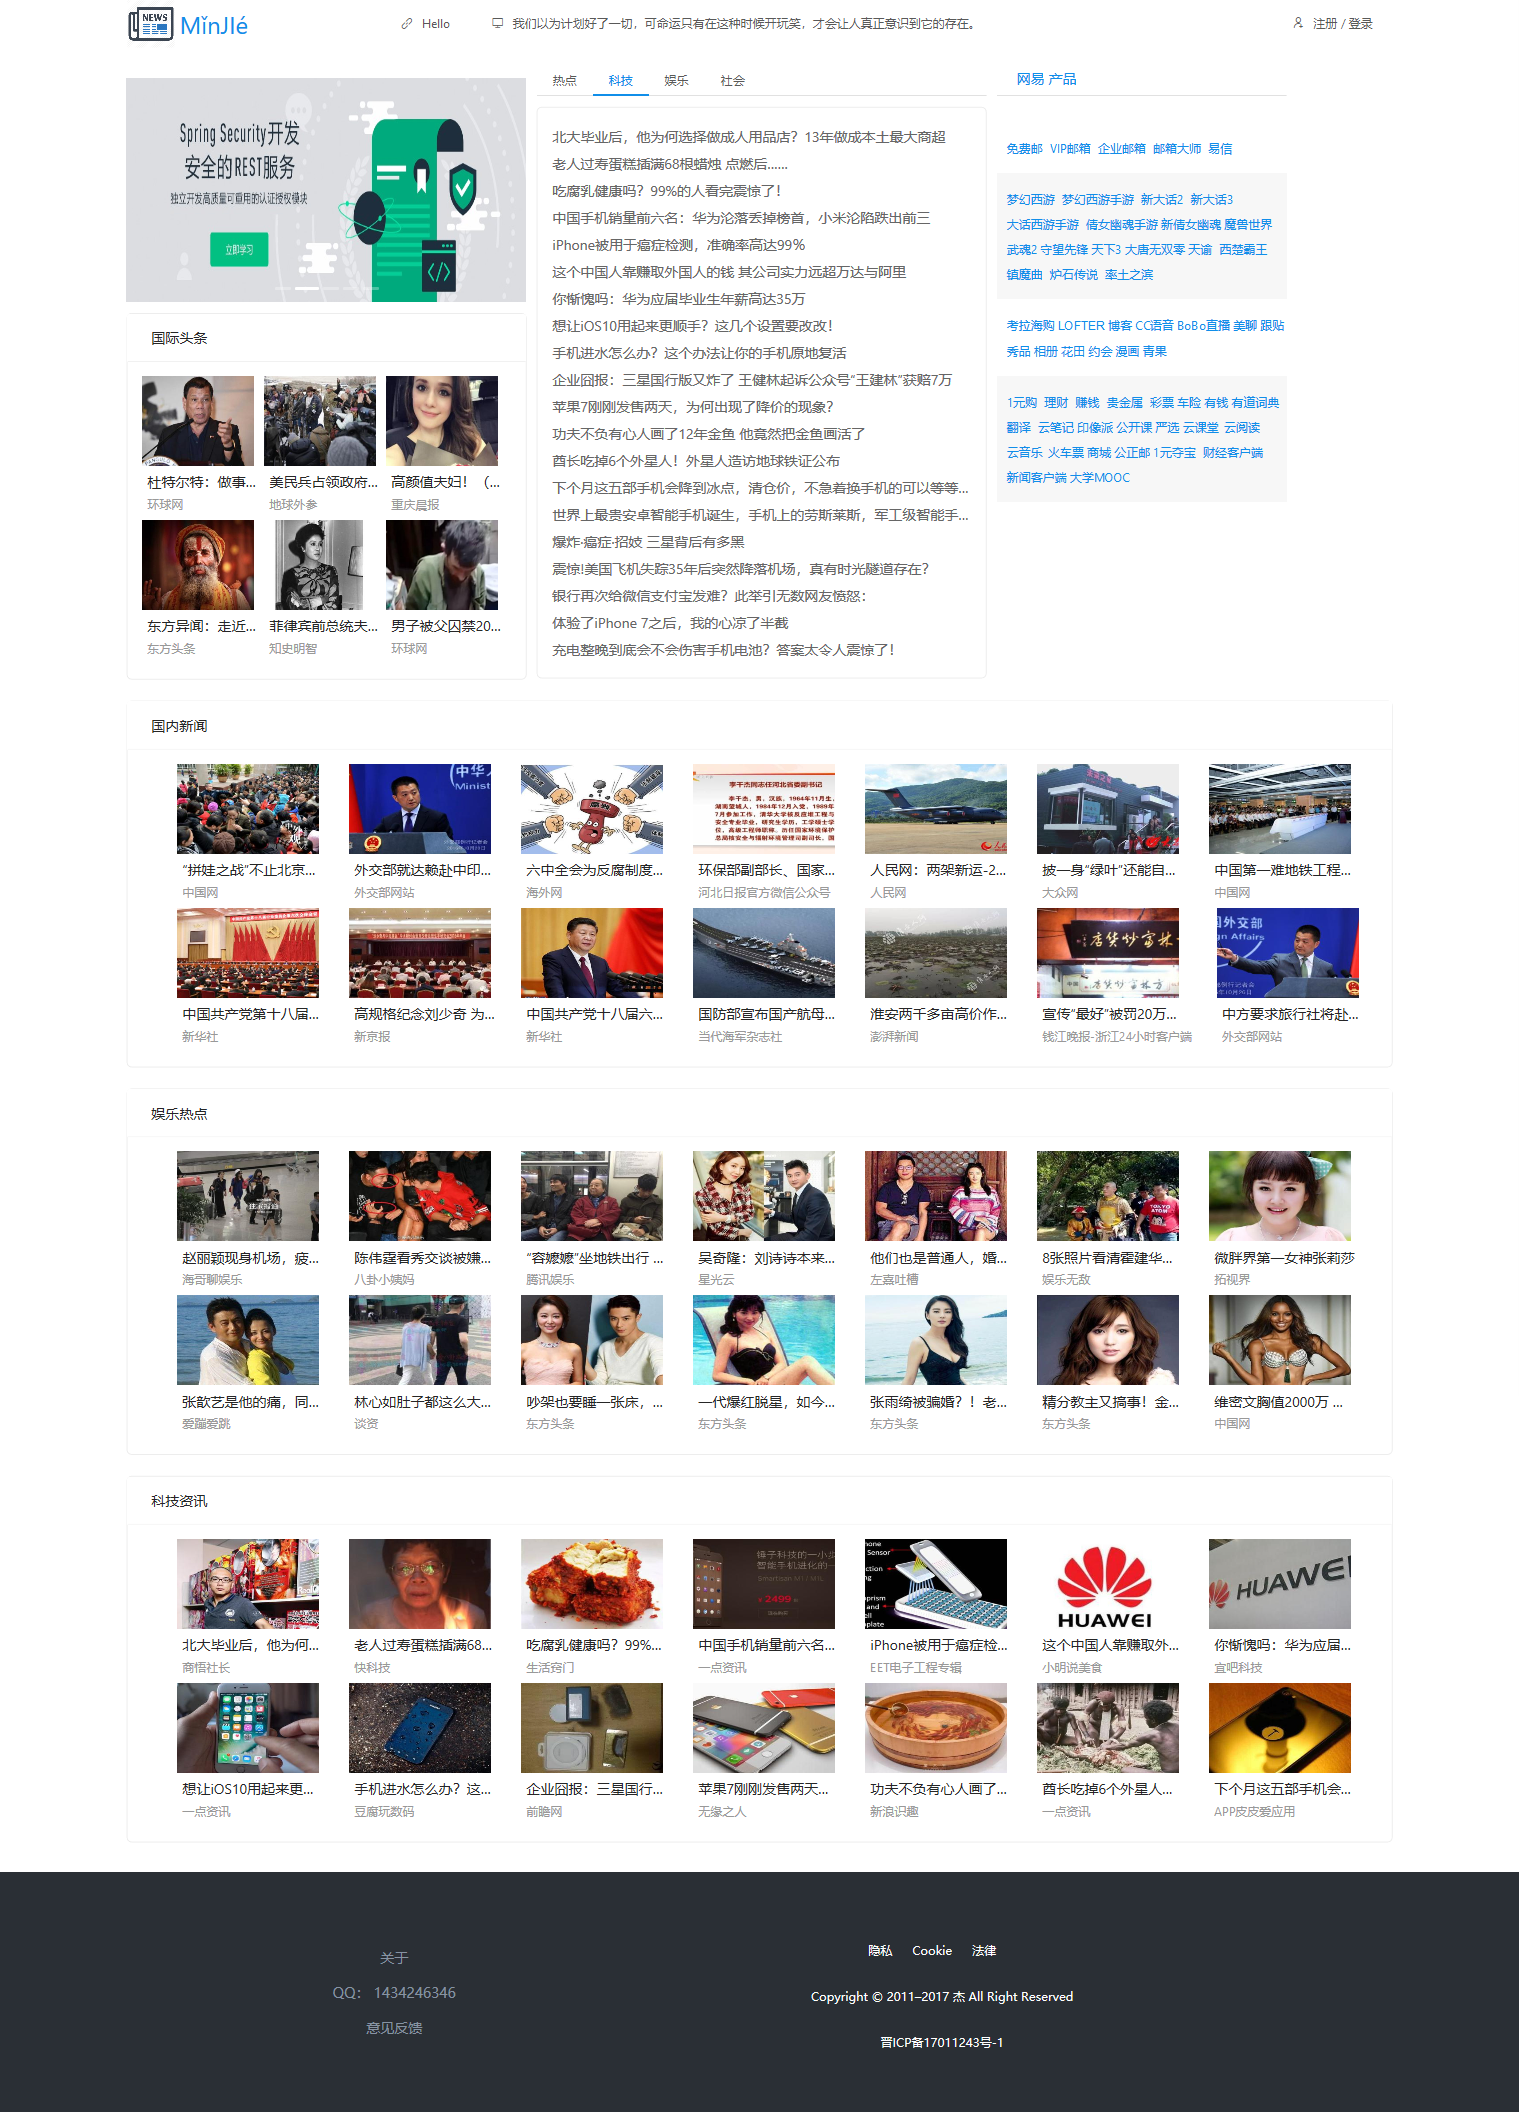 NEWS
MǐnJIé
Hello
我们以为计划好了一切，可命运只有在这种时候开玩笑，才会让人真正意识到它的存在。
注册 / 登录
Spring Security开发
安全的REST服务
独立开发高质量可重用的认证授权模块
立即学习
国际头条
杜特尔特：做事...
美民兵占领政府...
高颜值夫妇！（...
环球网
地球外参
重庆晨报
东方异闻：走近...
菲律宾前总统夫...
男子被父囚禁20...
东方头条
知史明智
环球网
热点
科技
娱乐
社会
北大毕业后，他为何选择做成人用品店？13年做成本土最大商超
老人过寿蛋糕插满68根蜡烛 点燃后……
吃腐乳健康吗？99%的人看完震惊了！
中国手机销量前六名：华为沦落丢掉榜首，小米沦陷跌出前三
iPhone被用于癌症检测，准确率高达99%
这个中国人靠赚取外国人的钱 其公司实力远超万达与阿里
你惭愧吗：华为应届毕业生年薪高达35万
想让iOS10用起来更顺手？这几个设置要改改！
手机进水怎么办？这个办法让你的手机原地复活
企业囧报：三星国行版又炸了 王健林起诉公众号“王建林”获赔7万
苹果7刚刚发售两天，为何出现了降价的现象？
功夫不负有心人画了12年金鱼 他竟然把金鱼画活了
酋长吃掉6个外星人！外星人造访地球铁证公布
下个月这五部手机会降到冰点，清仓价，不急着换手机的可以等等...
世界上最贵安卓智能手机诞生，手机上的劳斯莱斯，军工级智能手...
爆炸·癌症·招妓 三星背后有多黑
震惊!美国飞机失踪35年后突然降落机场，真有时光隧道存在？
银行再次给微信支付宝发难？此举引无数网友愤怒：
体验了iPhone 7之后，我的心凉了半截
充电整晚到底会不会伤害手机电池？答案太令人震惊了！
网易 产品
免费邮 VIP邮箱 企业邮箱 邮箱大师 易信
梦幻西游 梦幻西游手游 新大话2 新大话3
大话西游手游 倩女幽魂手游 新倩女幽魂 魔兽世界
武魂2 守望先锋 天下3 大唐无双零 天谕 西楚霸王
镇魔曲 炉石传说 率土之滨
考拉海购 LOFTER 博客 CC语音 BoBo直播 美聊 跟贴
秀品 相册 花田 约会 漫画 青果
1元购 理财 赚钱 贵金属 彩票 车险 有钱 有道词典
翻译 云笔记 印像派 公开课 严选 云课堂 云阅读
云音乐 火车票 商城 公正邮 1元夺宝 财经客户端
新闻客户端 大学MOOC
国内新闻
“拼娃之战”不止北京...
外交部就达赖赴中印...
六中全会为反腐制度...
环保部副部长、国家...
人民网：两架新运-2...
披一身“绿叶”还能自...
中国第一难地铁工程...
中国网
外交部网站
海外网
河北日报官方微信公众号
人民网
大众网
中国网
中国共产党第十八届...
高规格纪念刘少奇 为...
中国共产党十八届六...
国防部宣布国产航母...
淮安两千多亩高价作...
宣传“最好”被罚20万...
中方要求旅行社将赴...
新华社
新京报
新华社
当代海军杂志社
澎湃新闻
钱江晚报-浙江24小时客户端
外交部网站
娱乐热点
赵丽颖现身机场，疲...
陈伟霆看秀交谈被嫌...
“容嬷嬷”坐地铁出行 ...
吴奇隆：刘诗诗本来...
他们也是普通人，婚...
8张照片看清霍建华...
微胖界第一女神张莉莎
海哥聊娱乐
八卦小姨妈
腾讯娱乐
星光云
左嘉吐槽
娱乐无敌
拓视界
张歆艺是他的痛，同...
林心如肚子都这么大...
吵架也要睡一张床，...
一代爆红脱星，如今...
张雨绮被骗婚？！老...
精分教主又搞事！金...
维密文胸值2000万 ...
爱蹦爱跳
谈资
东方头条
东方头条
东方头条
东方头条
中国网
科技资讯
HUAWEI
HUAWEI
北大毕业后，他为何...
老人过寿蛋糕插满68...
吃腐乳健康吗？99%...
中国手机销量前六名...
iPhone被用于癌症检...
这个中国人靠赚取外...
你惭愧吗：华为应届...
商悟社长
快科技
生活窍门
一点资讯
EET电子工程专辑
小明说美食
宜吧科技
想让iOS10用起来更...
手机进水怎么办？这...
企业囧报：三星国行...
苹果7刚刚发售两天...
功夫不负有心人画了...
酋长吃掉6个外星人...
下个月这五部手机会...
一点资讯
豆腐玩数码
前瞻网
无缘之人
新浪识趣
一点资讯
APP皮皮爱应用
关于
QQ： 1434246346
意见反馈
隐私 Cookie 法律
Copyright © 2011–2017 杰 All Right Reserved
晋ICP备17011243号-1